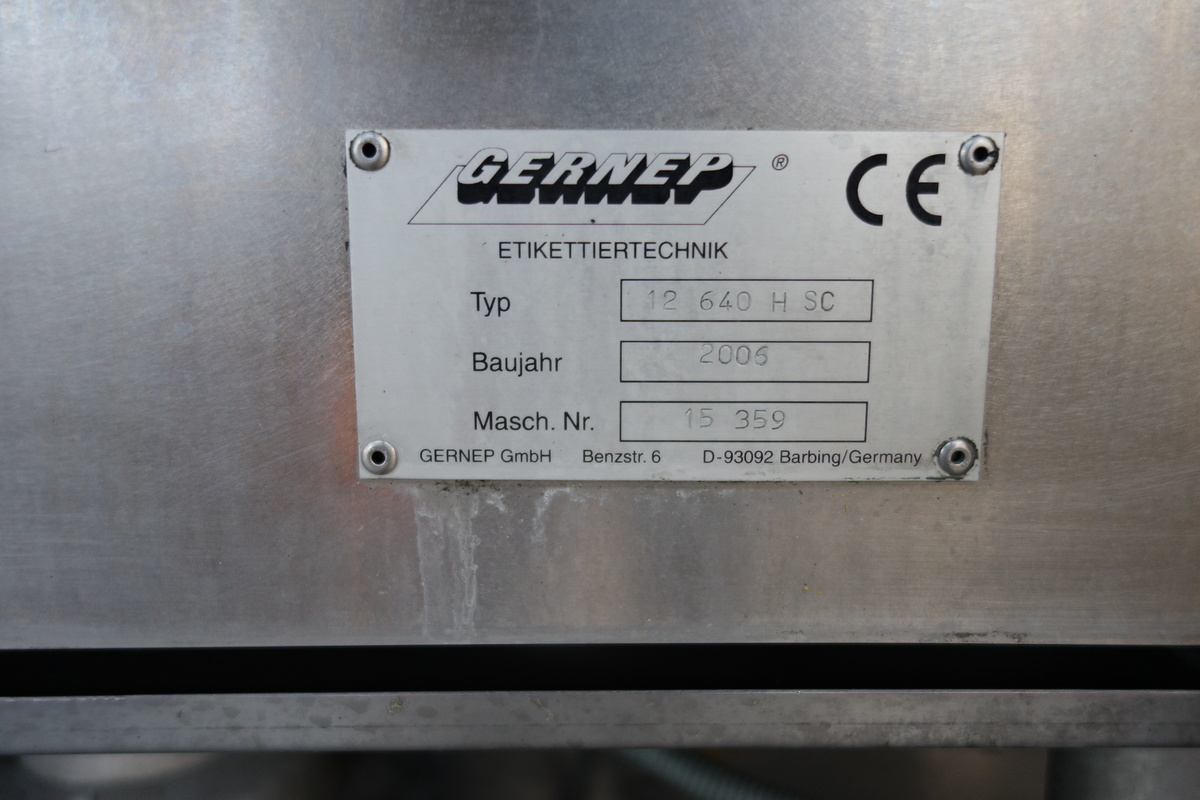 GERNEP ® CE
ETIKETTIERTECHNIK
Typ 12 640 H SC
Baujahr 2006
Masch. Nr. 15 359
GERNEP GmbH Benzstr. 6 D-93092 Barbing/Germany